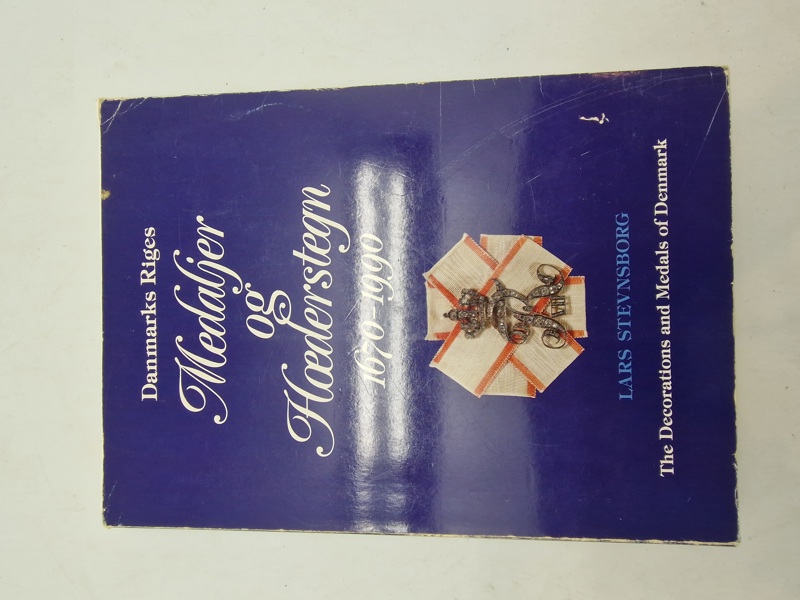 Danmarks Riges
Medaljer
og
Hæderstegn
1670-1990
LARS STEVNSBORG
The Decorations and Medals of Denmark